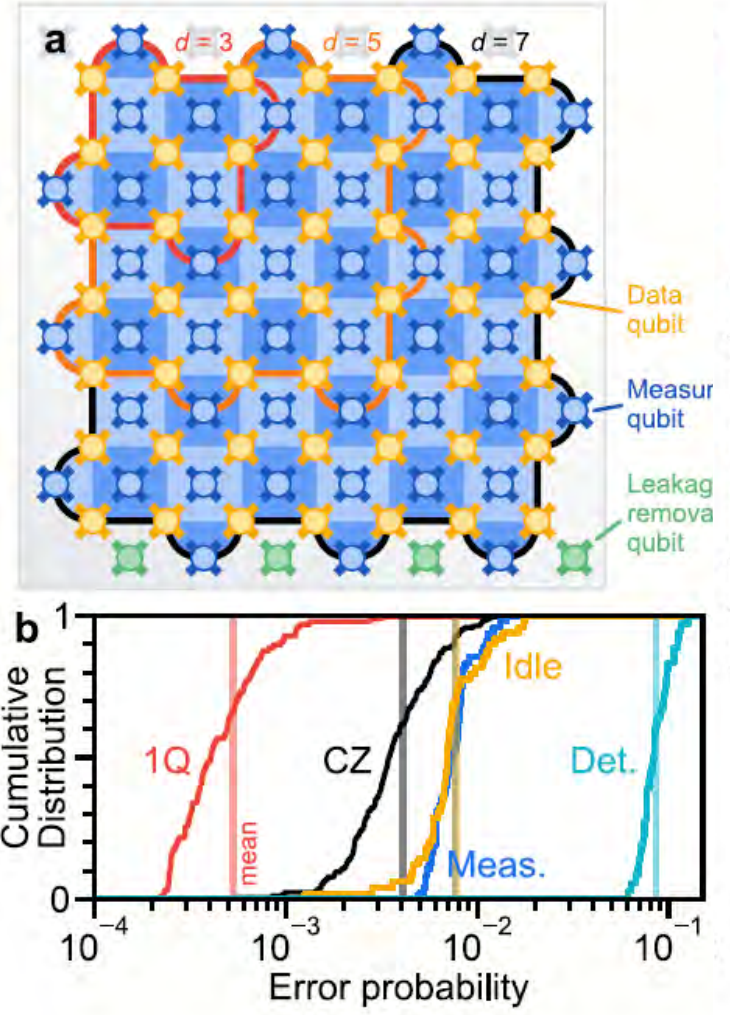 a d = 3 d = 5 d = 7
Data
qubit
Measur
qubit
Leakag
remova
qubit
b
1
Cumulative
Distribution
0
1Q
mean
CZ
Idle
Meas.
Det.
10⁻⁴ 10⁻³ 10⁻² 10⁻¹
Error probability